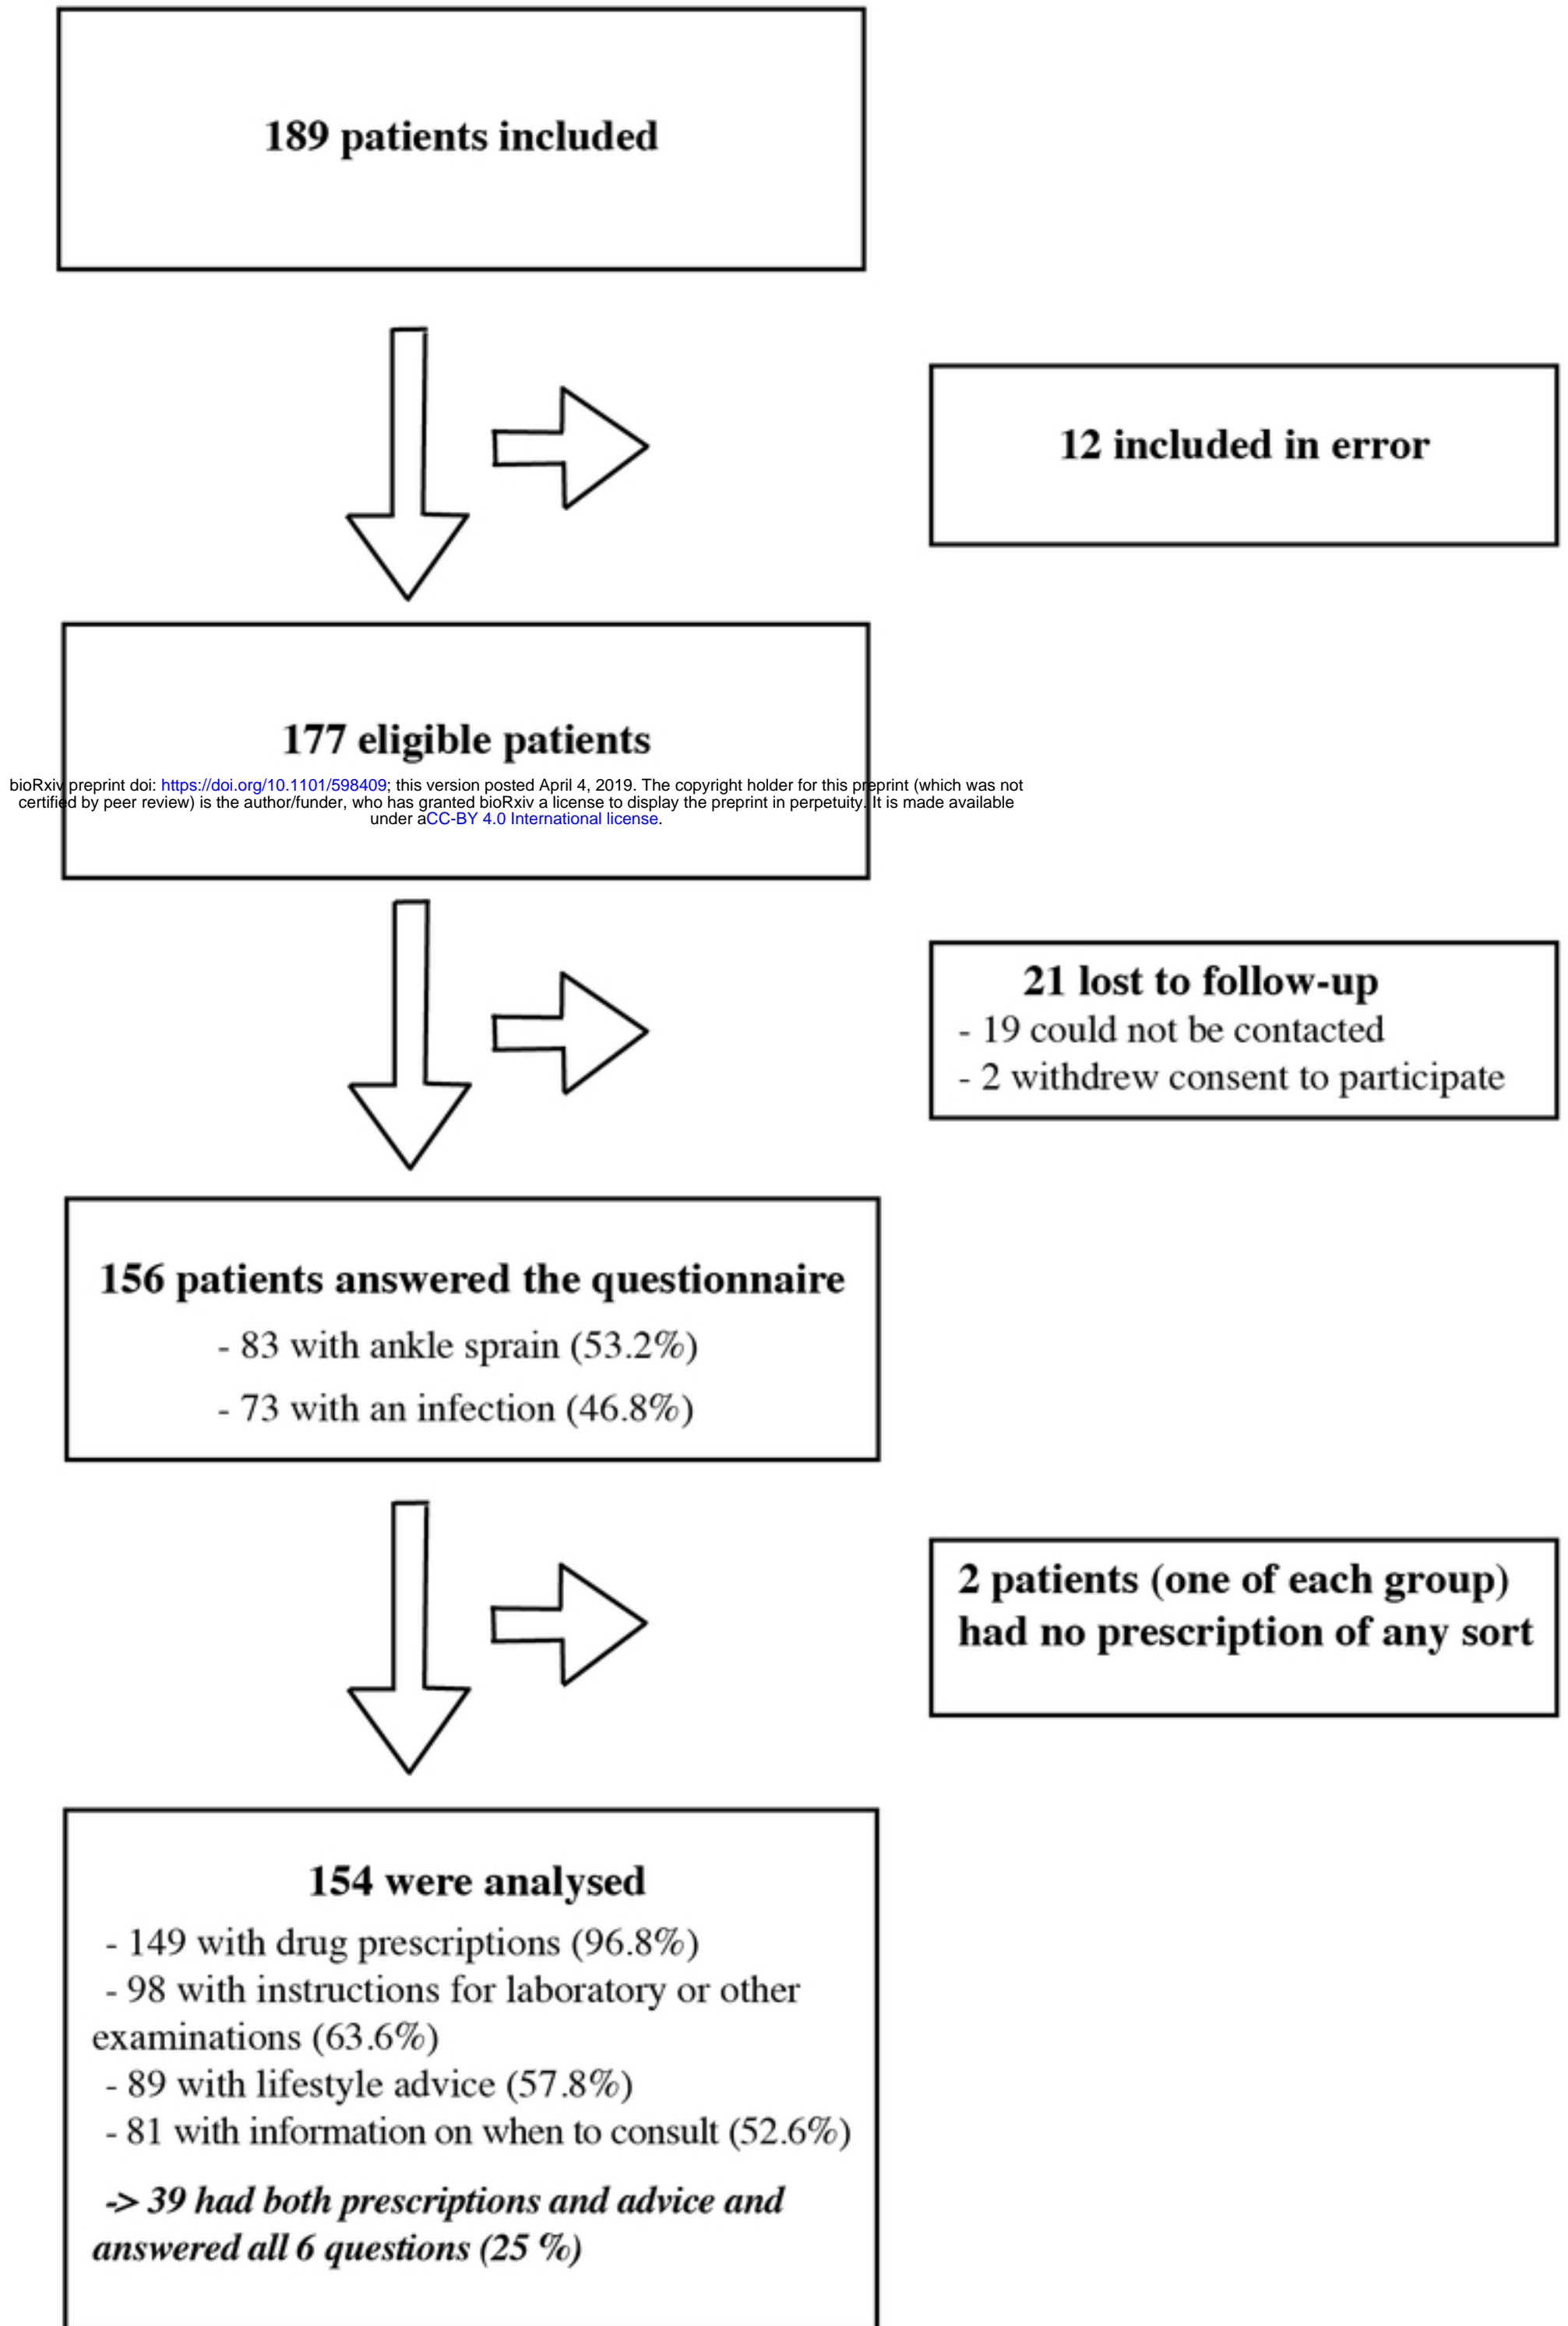 189 patients included
12 included in error
177 eligible patients
bioRxiv preprint doi: https://doi.org/10.1101/598409; this version posted April 4, 2019. The copyright holder for this preprint (which was not
certified by peer review) is the author/funder, who has granted bioRxiv a license to display the preprint in perpetuity. It is made available
under aCC-BY 4.0 International license.
21 lost to follow-up
- 19 could not be contacted
- 2 withdrew consent to participate
156 patients answered the questionnaire
- 83 with ankle sprain (53.2%)
- 73 with an infection (46.8%)
2 patients (one of each group)
had no prescription of any sort
154 were analysed
- 149 with drug prescriptions (96.8%)
- 98 with instructions for laboratory or other
examinations (63.6%)
- 89 with lifestyle advice (57.8%)
- 81 with information on when to consult (52.6%)
-> 39 had both prescriptions and advice and
answered all 6 questions (25 %)